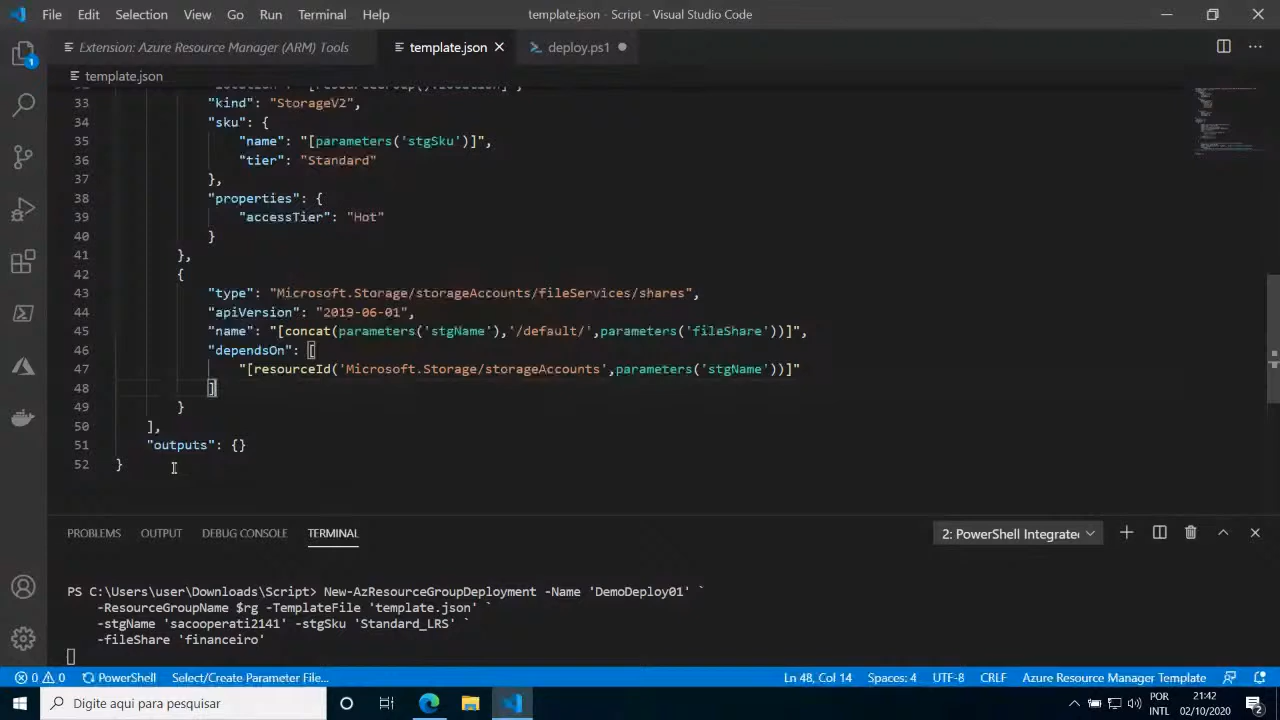 File Edit Selection View Go Run Terminal Help
template.json - Script - Visual Studio Code
Extension: Azure Resource Manager (ARM) Tools
template.json
deploy.ps1
template.json
33 "kind": "StorageV2",
34 "sku": {
35 "name": "[parameters('stgSku')]",
36 "tier": "Standard"
37 },
38 "properties": {
39 "accessTier": "Hot"
40 }
41 },
42 {
43 "type": "Microsoft.Storage/storageAccounts/fileServices/shares",
44 "apiVersion": "2019-06-01",
45 "name": "[concat(parameters('stgName'),'/default/',parameters('fileShare'))]",
46 "dependsOn": [
47 "[resourceId('Microsoft.Storage/storageAccounts',parameters('stgName'))]"
48 ]
49 }
50 ],
51 "outputs": {}
52 }
1
PROBLEMS OUTPUT DEBUG CONSOLE TERMINAL
2: PowerShell Integrate
PS C:\Users\user\Downloads\Script> New-AzResourceGroupDeployment -Name 'DemoDeploy01' `
-ResourceGroupName $rg -TemplateFile 'template.json' `
-stgName 'sacooperati2141' -stgSku 'Standard_LRS' `
-fileShare 'financeiro'
0 0 PowerShell Select/Create Parameter File...
Ln 48, Col 14 Spaces: 4 UTF-8 CRLF Azure Resource Manager Template
Digite aqui para pesquisar
POR
INTL
21:42
02/10/2020
2